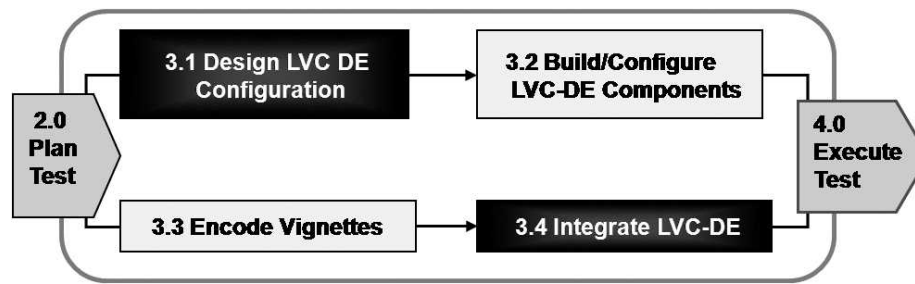 2.0
Plan
Test
3.1 Design LVC DE
Configuration
3.2 Build/Configure
LVC-DE Components
3.3 Encode Vignettes
3.4 Integrate LVC-DE
4.0
Execute
Test